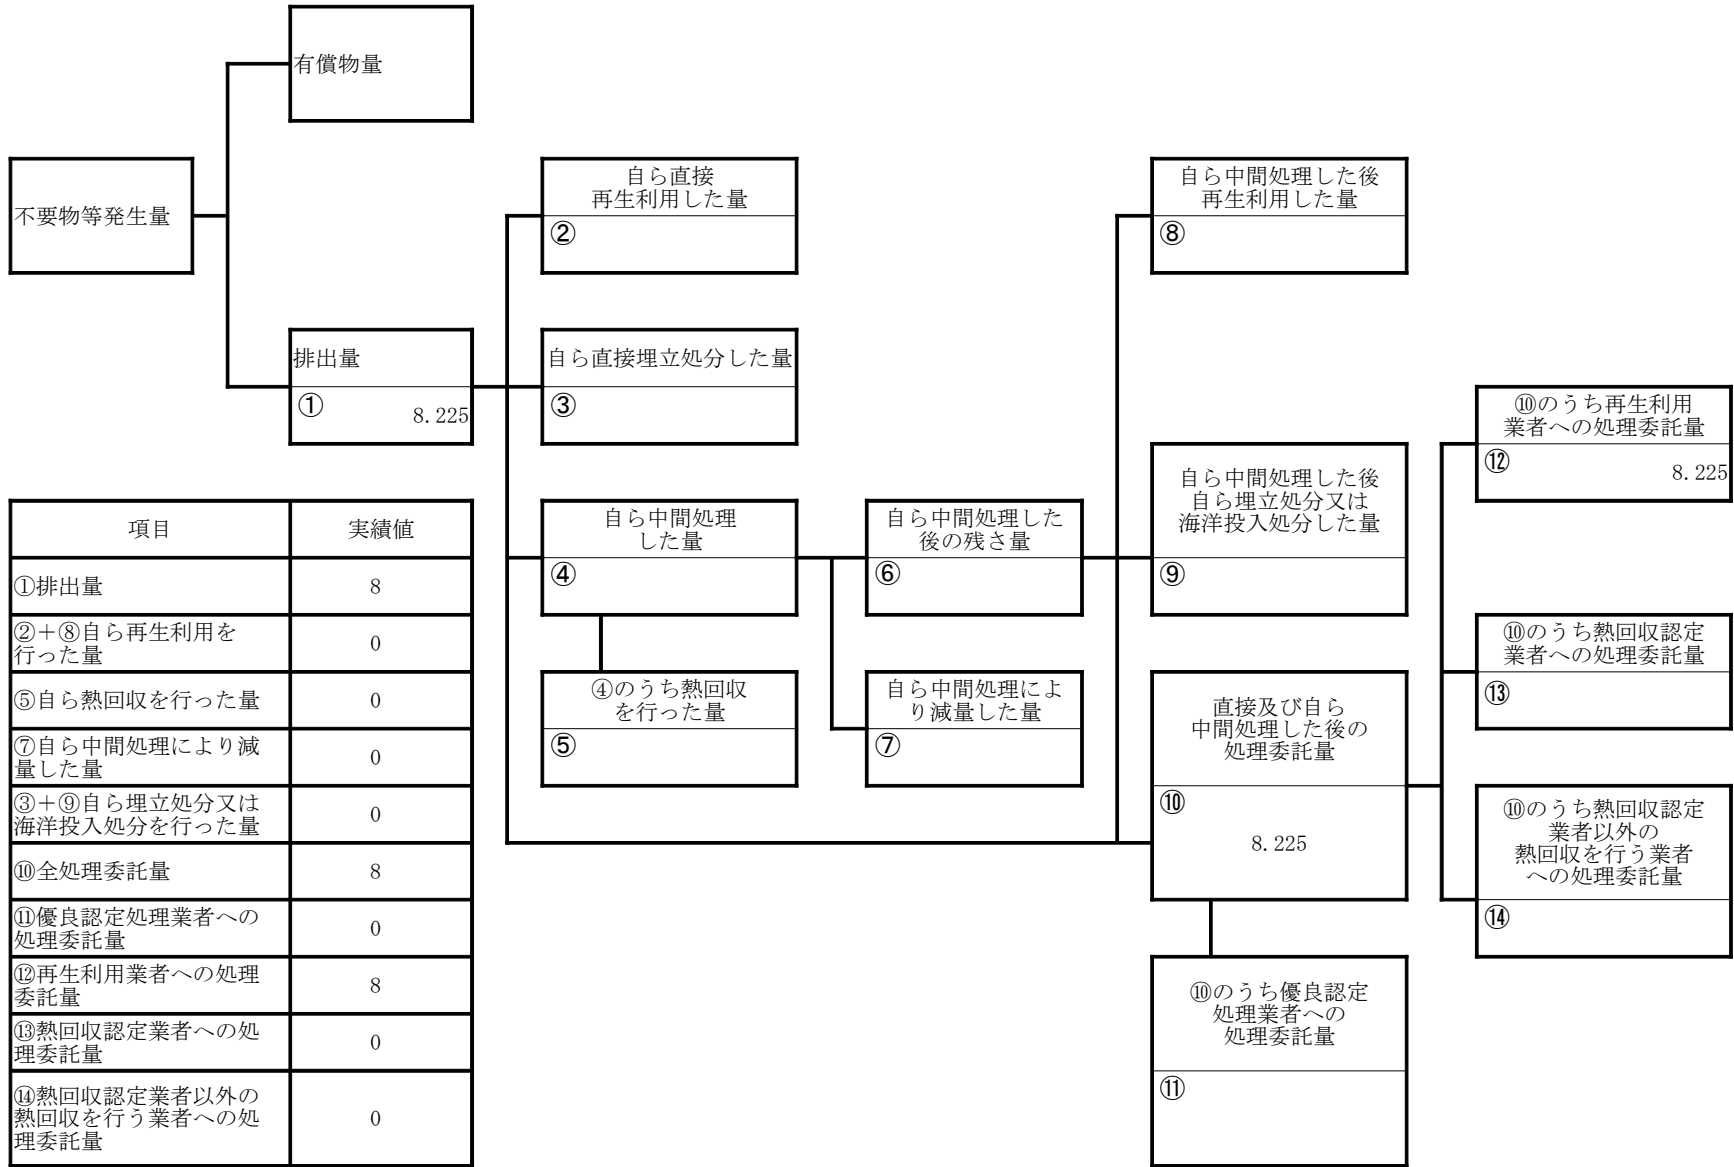 有償物量
不要物等発生量
排出量
①
8.225
自ら直接
再生利用した量
②
自ら直接埋立処分した量
③
自ら中間処理
した量
④
④のうち熱回収
を行った量
⑤
自ら中間処理した
後の残さ量
⑥
自ら中間処理によ
り減量した量
⑦
自ら中間処理した後
再生利用した量
⑧
自ら中間処理した後
自ら埋立処分又は
海洋投入処分した量
⑨
直接及び自ら
中間処理した後の
処理委託量
⑩
8.225
⑩のうち優良認定
処理業者への
処理委託量
⑪
⑩のうち再生利用
業者への処理委託量
⑫
8.225
⑩のうち熱回収認定
業者への処理委託量
⑬
⑩のうち熱回収認定
業者以外の
熱回収を行う業者
への処理委託量
⑭
項目 実績値
①排出量 8
②+⑧自ら再生利用を
行った量 0
⑤自ら熱回収を行った量 0
⑦自ら中間処理により減
量した量 0
③+⑨自ら埋立処分又は
海洋投入処分を行った量 0
⑩全処理委託量 8
⑪優良認定処理業者への
処理委託量 0
⑫再生利用業者への処理
委託量 8
⑬熱回収認定業者への処
理委託量 0
⑭熱回収認定業者以外の
熱回収を行う業者への処
理委託量 0